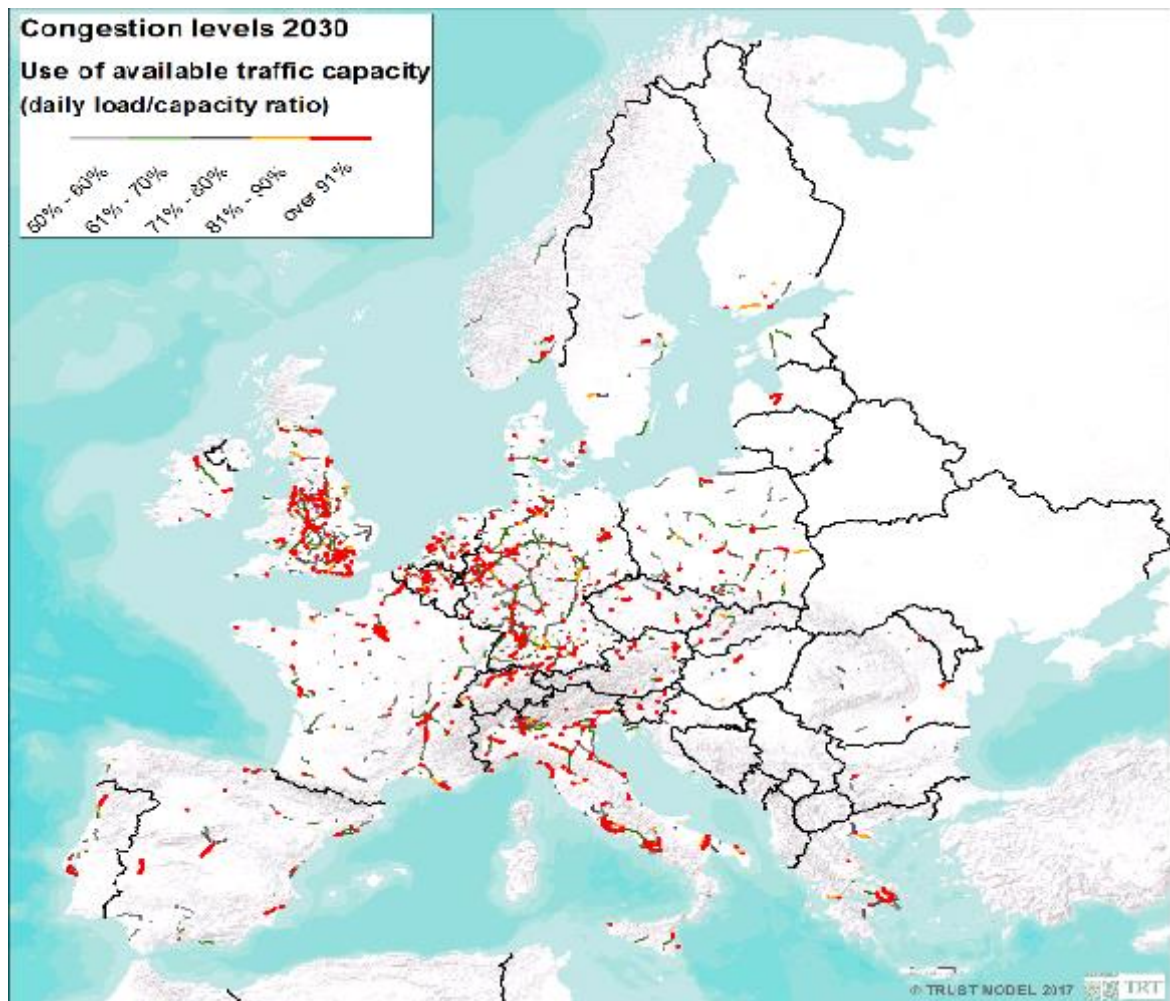 Congestion levels 2030
Use of available traffic capacity
(daily load/capacity ratio)
50% - 60%
61% - 70%
71% - 80%
81% - 90%
over 91%
© TRUST MODEL 2017 TRT